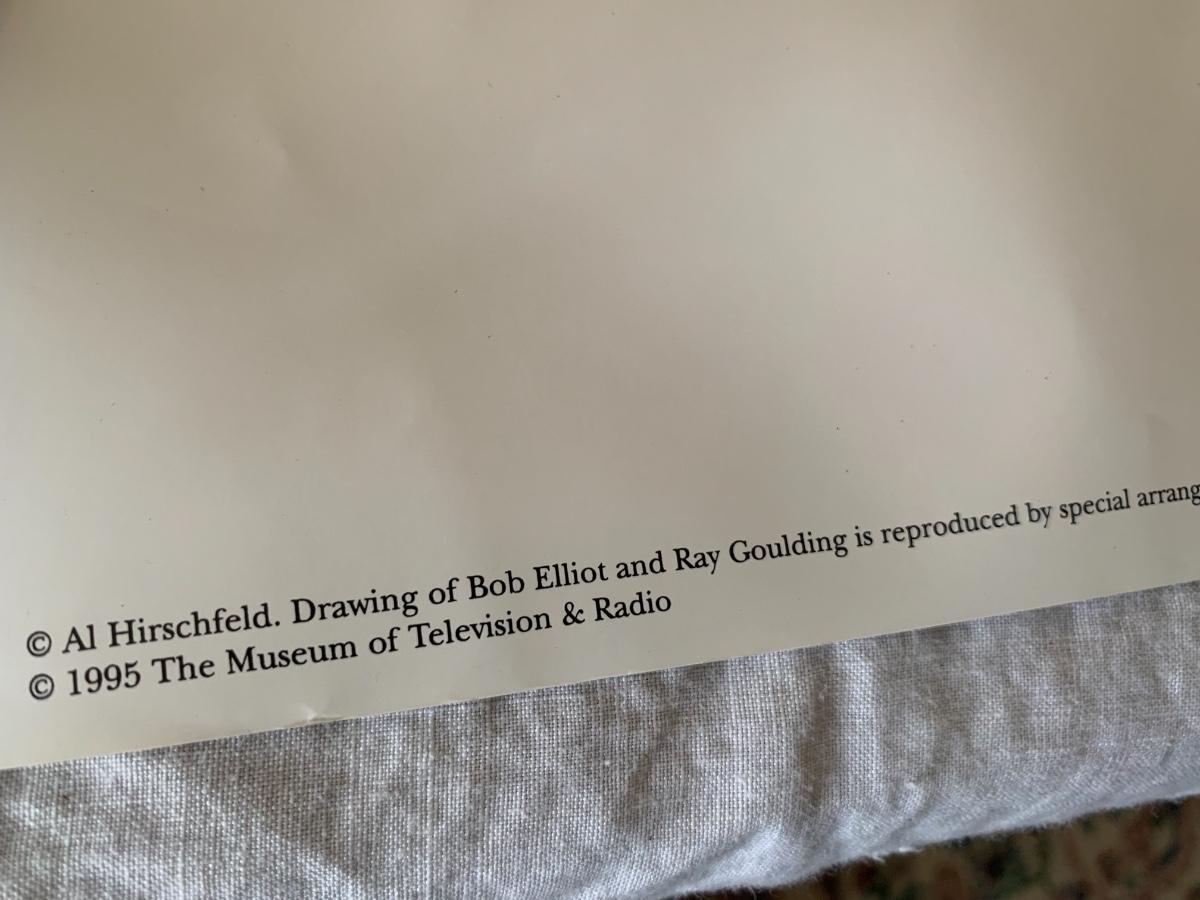 © Al Hirschfeld. Drawing of Bob Elliot and Ray Goulding is reproduced by special arrang
© 1995 The Museum of Television & Radio